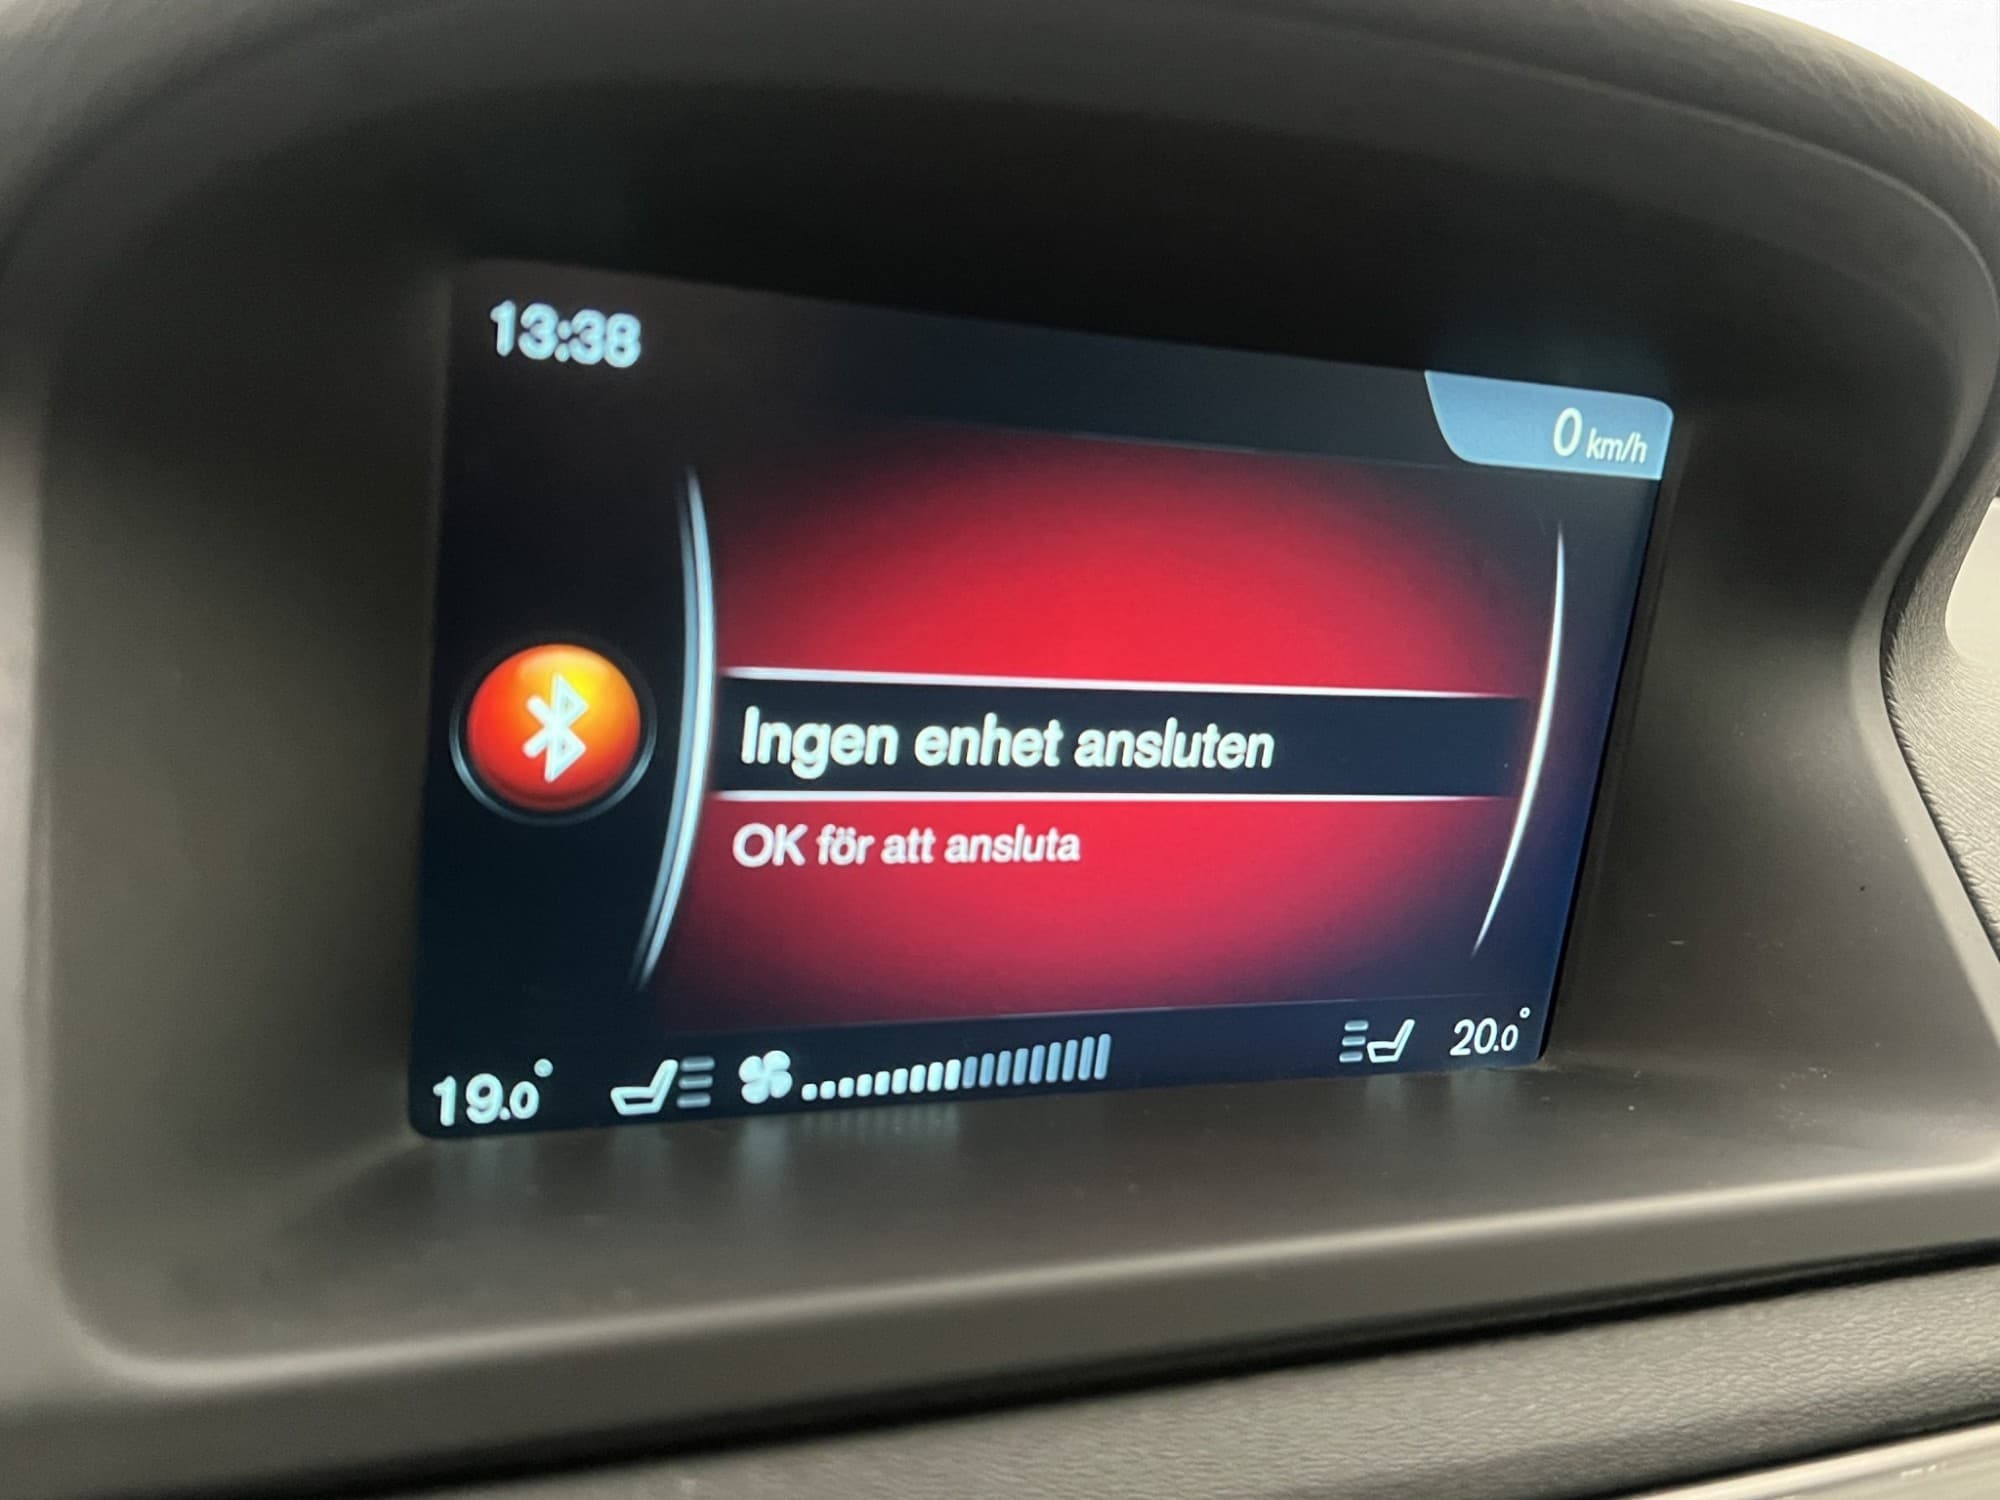 13:38
0 km/h
Ingen enhet ansluten
OK för att ansluta
19.0°
20.0°